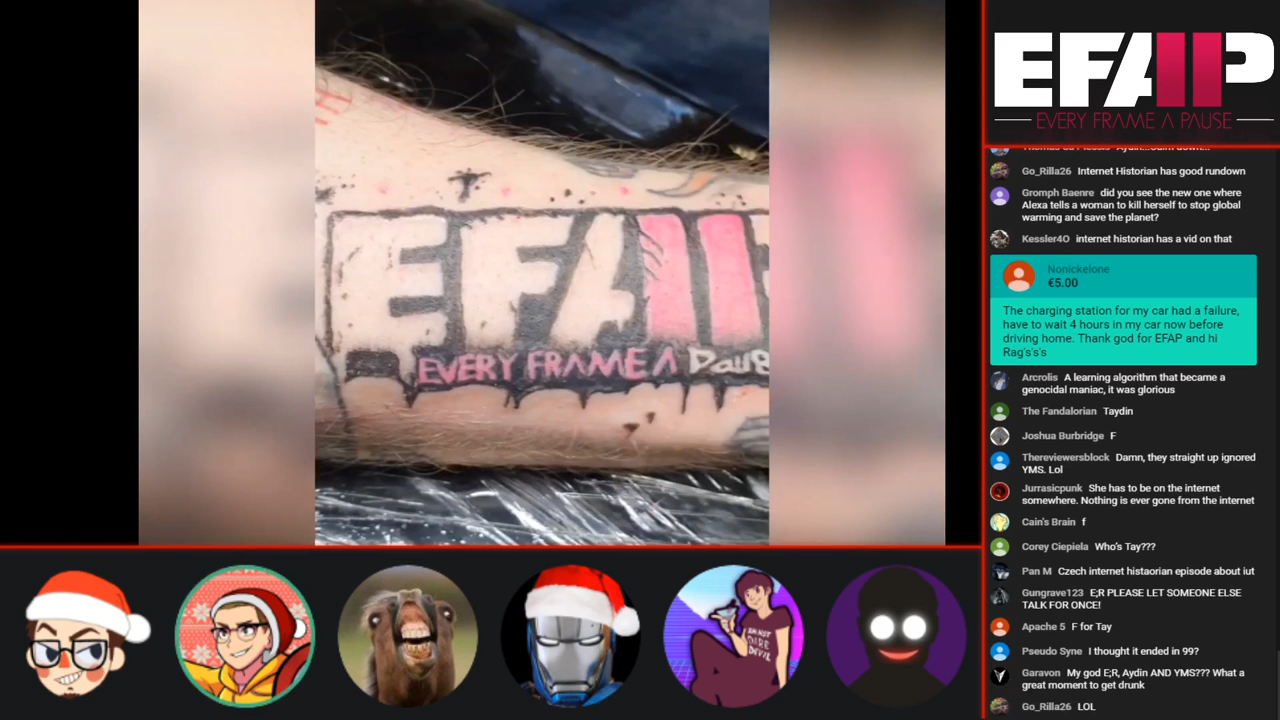 EFAP
EVERY FRAME A PAUSE
EFAP
EVERY FRAME A Paus
I'M NOT
DEVIL
Go_Rilla26 Internet Historian has good rundown
Gromph Baenre did you see the new one where
Alexa tells a woman to kill herself to stop global
warming and save the planet?
Kessler4O internet historian has a vid on that
Nonickelone
€5.00
The charging station for my car had a failure,
have to wait 4 hours in my car now before
driving home. Thank god for EFAP and hi
Rag's's's
Arcrolis A learning algorithm that became a
genocidal maniac, it was glorious
The Fandalorian Taydin
Joshua Burbridge F
Thereviewersblock Damn, they straight up ignored
YMS. Lol
Jurrasicpunk She has to be on the internet
somewhere. Nothing is ever gone from the internet
Cain's Brain f
Corey Ciepiela Who's Tay???
Pan M Czech internet histaorian episode about iut
Gungrave123 E;R PLEASE LET SOMEONE ELSE
TALK FOR ONCE!
Apache 5 F for Tay
Pseudo Syne I thought it ended in 99?
Garavon My god E;R, Aydin AND YMS??? What a
great moment to get drunk
Go_Rilla26 LOL